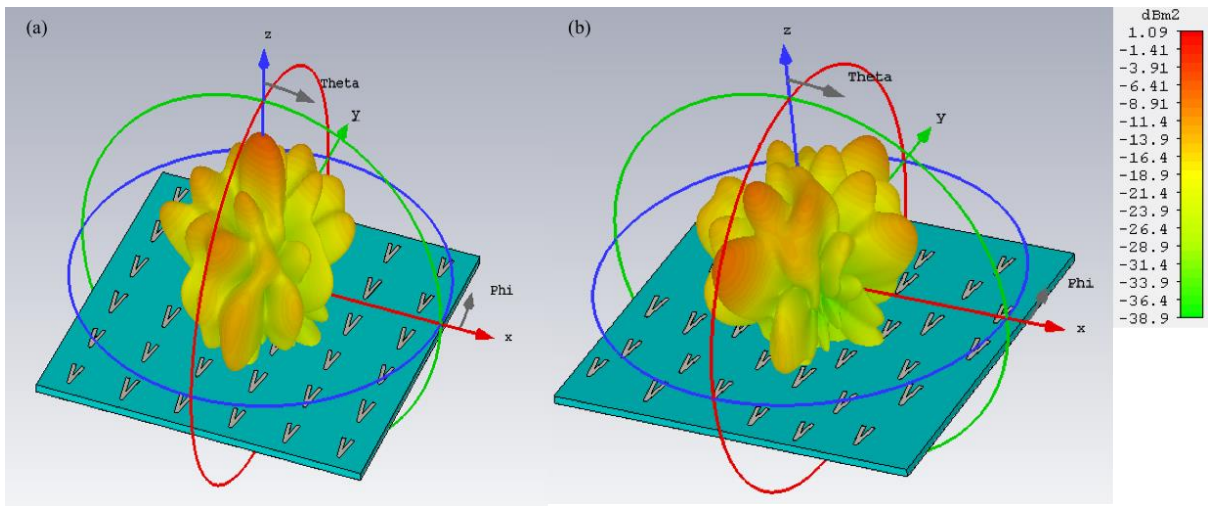 (a)
z
Theta
y
Phi
x
(b)
z
Theta
y
Phi
x
dBm2
1.09
-1.41
-3.91
-6.41
-8.91
-11.4
-13.9
-16.4
-18.9
-21.4
-23.9
-26.4
-28.9
-31.4
-33.9
-36.4
-38.9